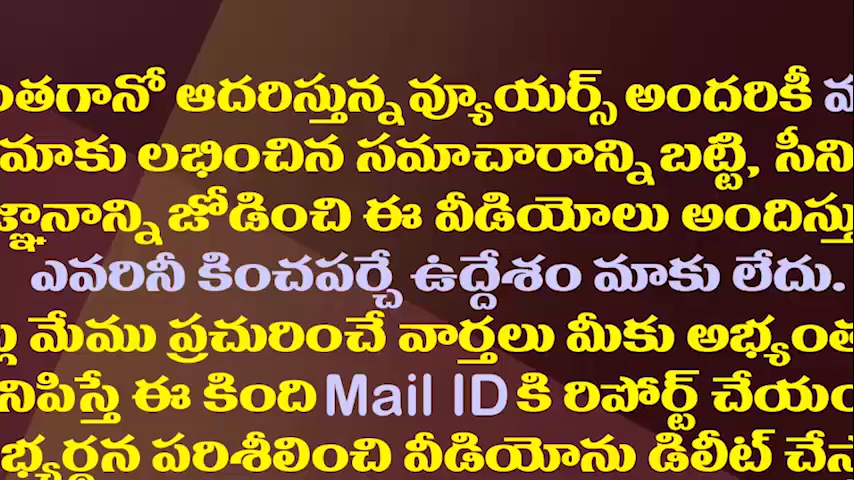 ంతగానో ఆదరిస్తున్న వ్యూయర్స్ అందరికీ
మాకు లభించిన సమాచారాన్ని బట్టి, సీని
జ్ఞానాన్ని జోడించి ఈ వీడియోలు అందిస్తు
ఎవరినీ కించపర్చే ఉద్దేశం మాకు లేదు.
మేము ప్రచురించే వార్తలు మీకు అభ్యంత
నిపిస్తే ఈ కింది Mail ID కి రిపోర్ట్ చేయం
భ్యర్థన పరిశీలించి వీడియోను డిలీట్ చేస